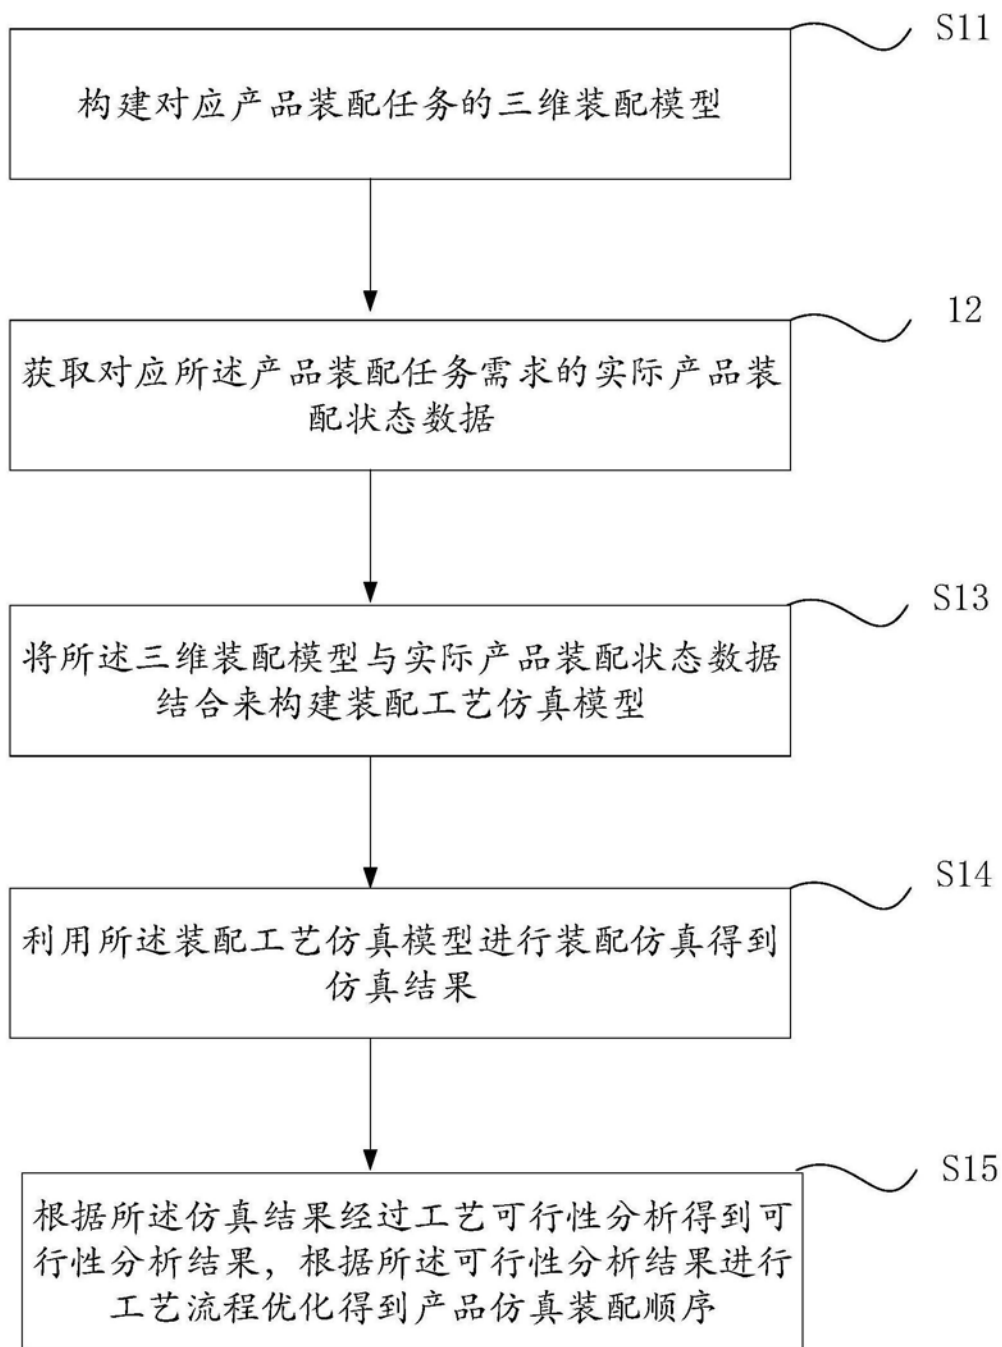 S11
构建对应产品装配任务的三维装配模型
12
获取对应所述产品装配任务需求的实际产品装
配状态数据
S13
将所述三维装配模型与实际产品装配状态数据
结合来构建装配工艺仿真模型
S14
利用所述装配工艺仿真模型进行装配仿真得到
仿真结果
S15
根据所述仿真结果经过工艺可行性分析得到可
行性分析结果，根据所述可行性分析结果进行
工艺流程优化得到产品仿真装配顺序